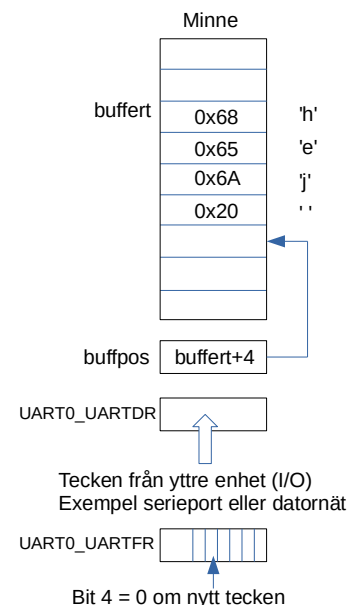 Minne
buffert 0x68 'h'
0x65 'e'
0x6A 'j'
0x20 ' '
buffpos buffert+4
UART0_UARTDR
Tecken från yttre enhet (I/O)
Exempel serieport eller datornät
UART0_UARTFR
Bit 4 = 0 om nytt tecken